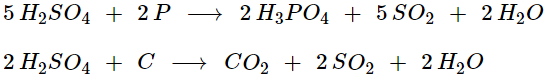 5 H₂SO₄ + 2 P ⟶ 2 H₃PO₄ + 5 SO₂ + 2 H₂O
2 H₂SO₄ + C ⟶ CO₂ + 2 SO₂ + 2 H₂O